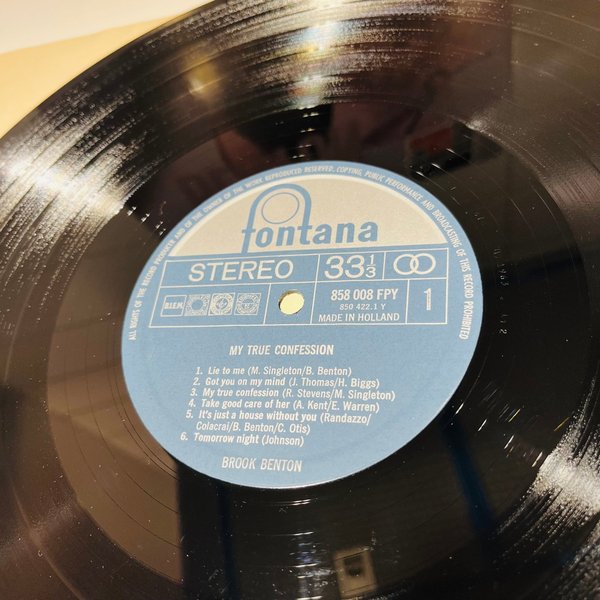 ALL RIGHTS OF THE RECORD PRODUCER AND OF THE OWNER OF THE WORK REPRODUCED RESERVED. COPYING, PUBLIC PERFORMANCE AND BROADCASTING OF THIS RECORD PROHIBITED
fontana
STEREO 33 1/3
B.I.E.M. 858 008 FPY 1
850 422.1 Y
MADE IN HOLLAND
MY TRUE CONFESSION
1. Lie to me (M. Singleton/B. Benton)
2. Got you on my mind (J. Thomas/H. Biggs)
3. My true confession (R. Stevens/M. Singleton)
4. Take good care of her (A. Kent/E. Warren)
5. It's just a house without you (Randazzo/
Colacrai/B. Benton/C. Otis)
6. Tomorrow night (Johnson)
BROOK BENTON